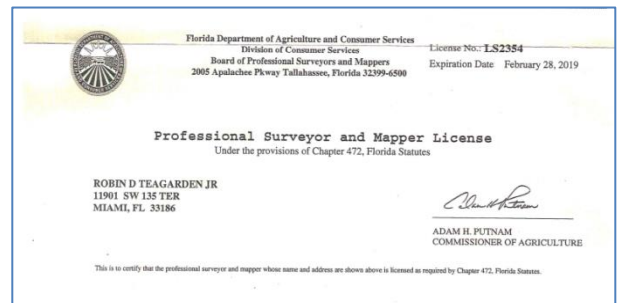 Florida Department of Agriculture and Consumer Services
Division of Consumer Services
Board of Professional Surveyors and Mappers
2005 Apalachee Pkway Tallahassee, Florida 32399-6500
License No.: LS2354
Expiration Date February 28, 2019
Professional Surveyor and Mapper License
Under the provisions of Chapter 472, Florida Statutes
ROBIN D TEAGARDEN JR
11901 SW 135 TER
MIAMI, FL 33186
ADAM H. PUTNAM
COMMISSIONER OF AGRICULTURE
This is to certify that the professional surveyor and mapper whose name and address are shown above is licensed as required by Chapter 472, Florida Statutes.